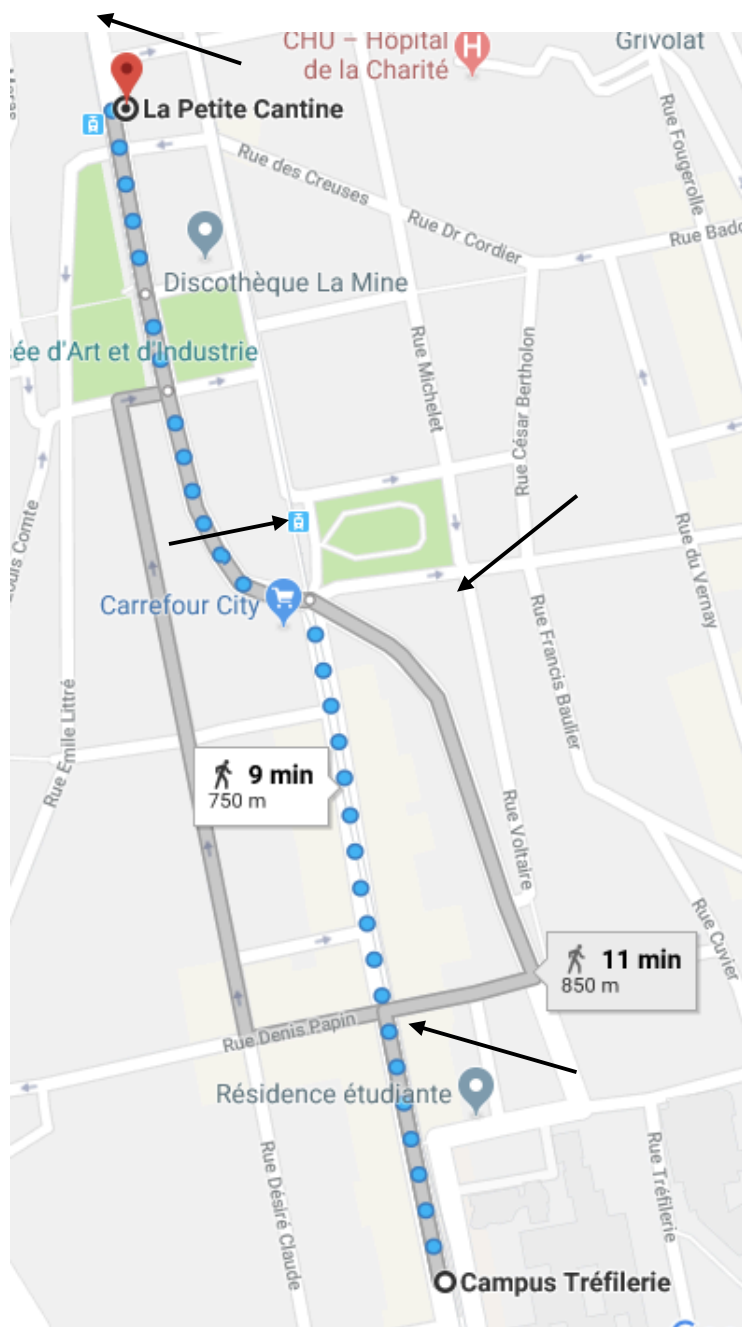 CHU – Hôpital
de la Charité
Grivolat
La Petite Cantine
Rue Fougerolle
Rue des Creuses
Rue Dr Cordier
Rue Bado
Discothèque La Mine
sée d'Art et d'Industrie
Rue Michelet
Rue César Bertholon
Louis Comte
Rue du Vernay
Carrefour City
Rue Francis Baulier
Rue Emile Littré
9 min
750 m
Rue Voltaire
Rue Cuvier
11 min
850 m
Rue Denis Papin
Résidence étudiante
Rue Désiré Claude
Rue Tréfilerie
Campus Tréfilerie